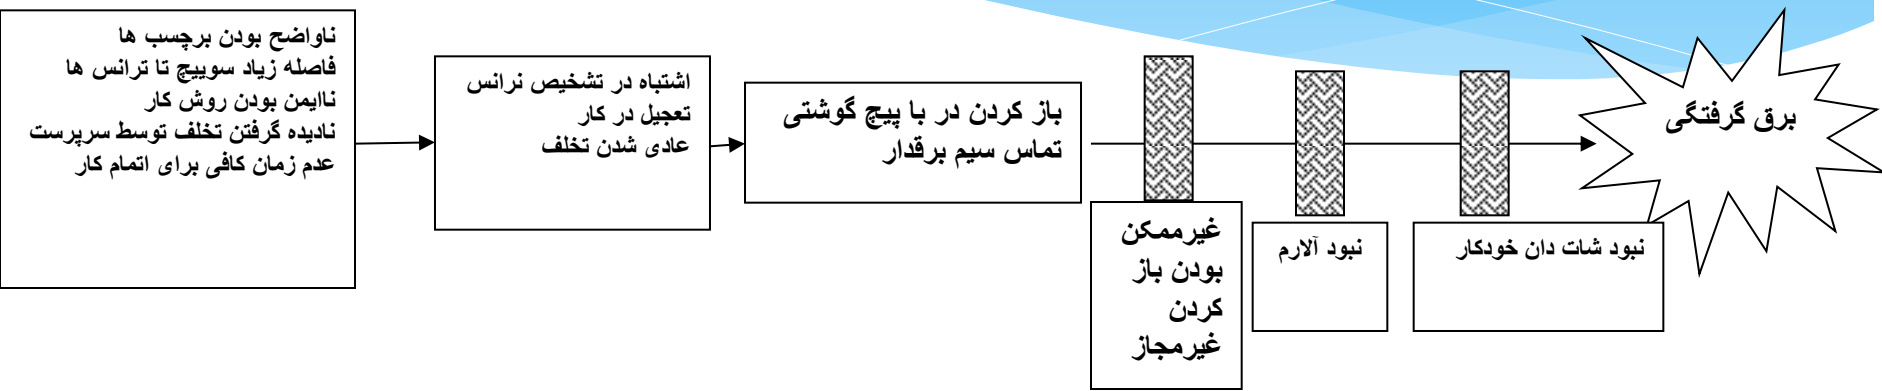 ناواضح بودن برچسب ها
فاصله زیاد سوییچ تا ترانس ها
ناایمن بودن روش کار
نادیده گرفتن تخلف توسط سرپرست
عدم زمان کافی برای اتمام کار
اشتباه در تشخیص نرانس
تعجیل در کار
عادی شدن تخلف
باز کردن در با پیچ گوشتی
تماس سیم برقدار
غیرممکن
بودن باز
کردن
غیرمجاز
نبود آلارم
نبود شات دان خودکار
برق گرفتگی